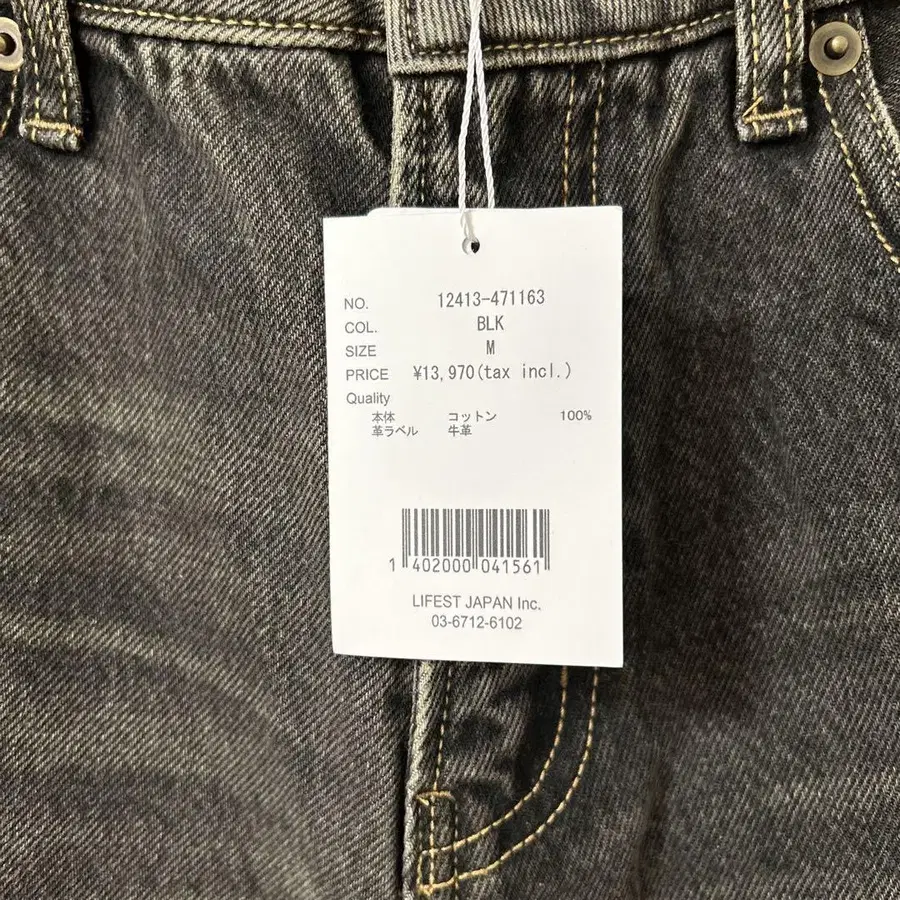 NO. 12413-471163
COL. BLK
SIZE M
PRICE ¥13,970(tax incl.)
Quality
本体 コットン 100%
革ラベル 牛革
1 402000 041561
LIFEST JAPAN Inc.
03-6712-6102